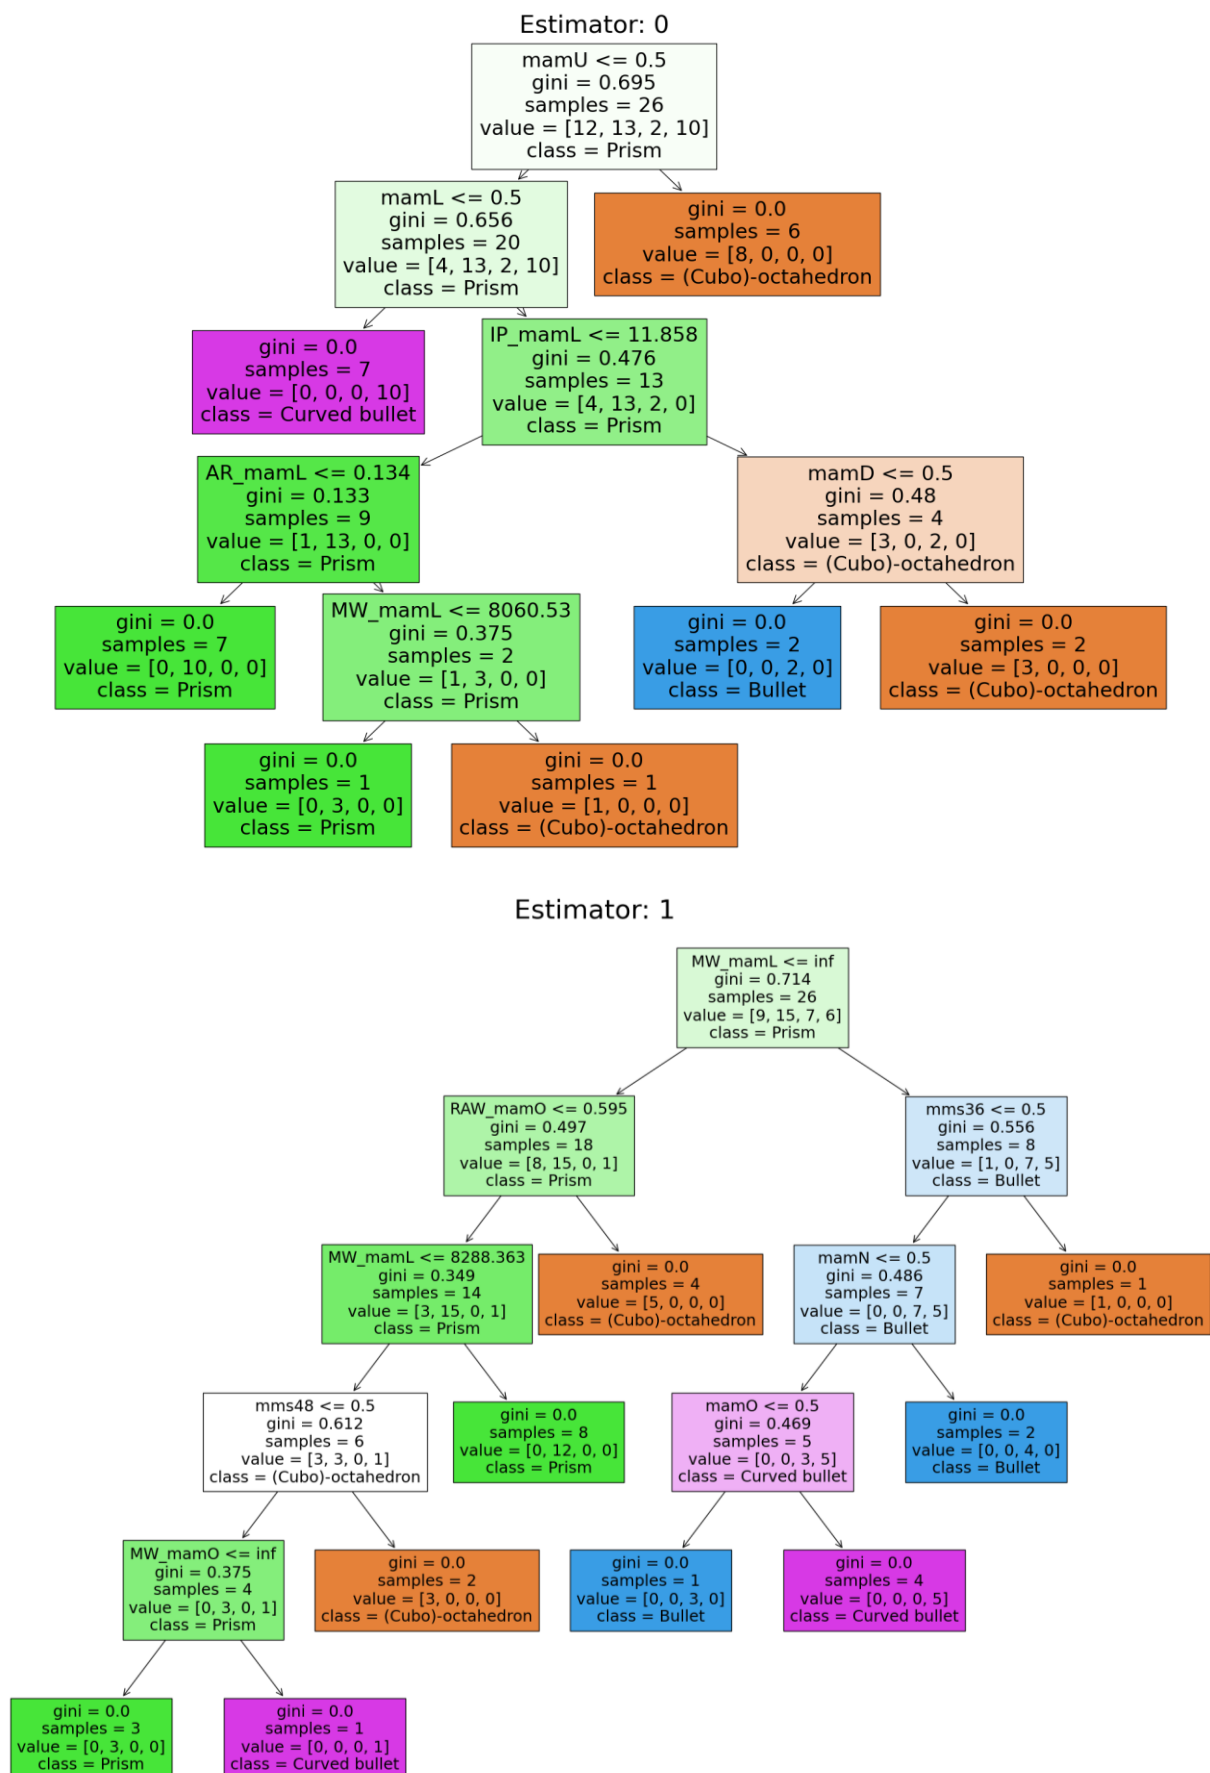 Estimator: 0
mamU <= 0.5
gini = 0.695
samples = 26
value = [12, 13, 2, 10]
class = Prism
mamL <= 0.5
gini = 0.656
samples = 20
value = [4, 13, 2, 10]
class = Prism
gini = 0.0
samples = 6
value = [8, 0, 0, 0]
class = (Cubo)-octahedron
gini = 0.0
samples = 7
value = [0, 0, 0, 10]
class = Curved bullet
IP_mamL <= 11.858
gini = 0.476
samples = 13
value = [4, 13, 2, 0]
class = Prism
AR_mamL <= 0.134
gini = 0.133
samples = 9
value = [1, 13, 0, 0]
class = Prism
mamD <= 0.5
gini = 0.48
samples = 4
value = [3, 0, 2, 0]
class = (Cubo)-octahedron
gini = 0.0
samples = 7
value = [0, 10, 0, 0]
class = Prism
MW_mamL <= 8060.53
gini = 0.375
samples = 2
value = [1, 3, 0, 0]
class = Prism
gini = 0.0
samples = 2
value = [0, 0, 2, 0]
class = Bullet
gini = 0.0
samples = 2
value = [3, 0, 0, 0]
class = (Cubo)-octahedron
gini = 0.0
samples = 1
value = [0, 3, 0, 0]
class = Prism
gini = 0.0
samples = 1
value = [1, 0, 0, 0]
class = (Cubo)-octahedron
Estimator: 1
MW_mamL <= inf
gini = 0.714
samples = 26
value = [9, 15, 7, 6]
class = Prism
RAW_mamO <= 0.595
gini = 0.497
samples = 18
value = [8, 15, 0, 1]
class = Prism
mms36 <= 0.5
gini = 0.556
samples = 8
value = [1, 0, 7, 5]
class = Bullet
MW_mamL <= 8288.363
gini = 0.349
samples = 14
value = [3, 15, 0, 1]
class = Prism
gini = 0.0
samples = 4
value = [5, 0, 0, 0]
class = (Cubo)-octahedron
mamN <= 0.5
gini = 0.486
samples = 7
value = [0, 0, 7, 5]
class = Bullet
gini = 0.0
samples = 1
value = [1, 0, 0, 0]
class = (Cubo)-octahedron
mms48 <= 0.5
gini = 0.612
samples = 6
value = [3, 3, 0, 1]
class = (Cubo)-octahedron
gini = 0.0
samples = 8
value = [0, 12, 0, 0]
class = Prism
mamO <= 0.5
gini = 0.469
samples = 5
value = [0, 0, 3, 5]
class = Curved bullet
gini = 0.0
samples = 2
value = [0, 0, 4, 0]
class = Bullet
MW_mamO <= inf
gini = 0.375
samples = 4
value = [0, 3, 0, 1]
class = Prism
gini = 0.0
samples = 2
value = [3, 0, 0, 0]
class = (Cubo)-octahedron
gini = 0.0
samples = 1
value = [0, 0, 3, 0]
class = Bullet
gini = 0.0
samples = 4
value = [0, 0, 0, 5]
class = Curved bullet
gini = 0.0
samples = 3
value = [0, 3, 0, 0]
class = Prism
gini = 0.0
samples = 1
value = [0, 0, 0, 1]
class = Curved bullet